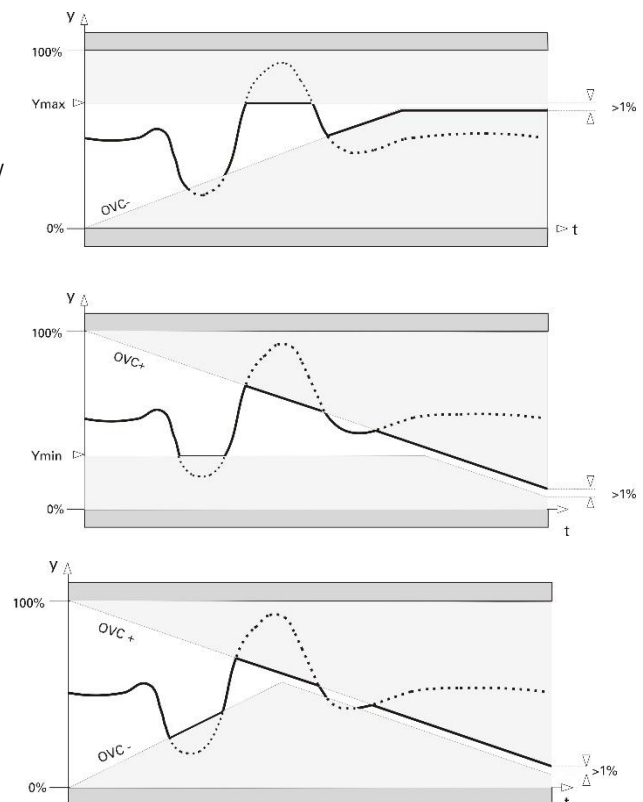 y
100%
Ymax
>1%
OVC-
0%
t
y
100%
OVC+
Ymin
>1%
0%
t
y
100%
OVC +
OVC -
>1%
0%
t